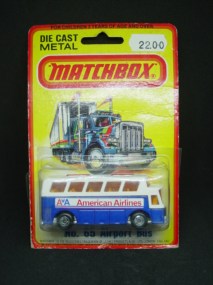 DIE CAST
METAL
2200
MATCHBOX
AA American Airlines
no. 65 airport bus